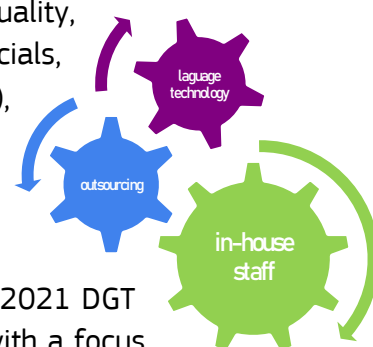 uality,
cials,
),
laguage
technology
outsourcing
in-house
staff
2021 DGT
vith a focus